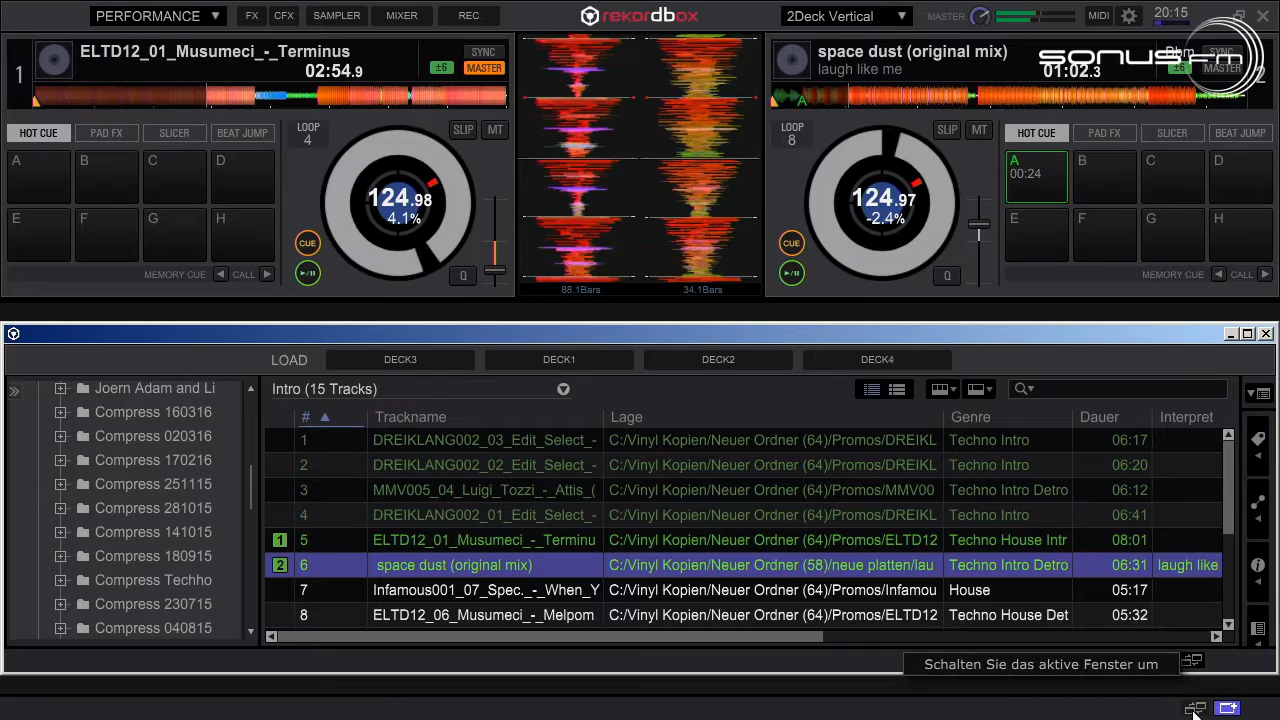 PERFORMANCE
FX
CFX
SAMPLER
MIXER
REC
rekordbox
2Deck Vertical
MASTER
MIDI
20:15
1
ELTD12_01_Musumeci_-_Terminus
02:54.9
SYNC
±6
MASTER
space dust (original mix)
laugh like me
01:02.3
Bbm
SYNC
±6
MASTER
2
SONUS.FM
A
HOT CUE
PAD FX
SLICER
BEAT JUMP
LOOP
4
SLIP
MT
A
B
C
D
E
F
G
H
124.98
4.1%
CUE
Q
MEMORY CUE
CALL
88.1Bars
34.1Bars
LOOP
8
SLIP
MT
124.97
-2.4%
CUE
Q
HOT CUE
PAD FX
SLICER
BEAT JUMP
A
00:24
B
C
D
E
F
G
H
MEMORY CUE
CALL
LOAD
DECK3
DECK1
DECK2
DECK4
Joern Adam and Li
Compress 160316
Compress 020316
Compress 170216
Compress 251115
Compress 281015
Compress 141015
Compress 180915
Compress Techho
Compress 230715
Compress 040815
Intro (15 Tracks)
# Trackname Lage Genre Dauer Interpret
1 DREIKLANG002_03_Edit_Select_- C:/Vinyl Kopien/Neuer Ordner (64)/Promos/DREIKL Techno Intro 06:17
2 DREIKLANG002_02_Edit_Select_- C:/Vinyl Kopien/Neuer Ordner (64)/Promos/DREIKL Techno Intro 06:20
3 MMV005_04_Luigi_Tozzi_-_Attis_( C:/Vinyl Kopien/Neuer Ordner (64)/Promos/MMV00 Techno Intro Detro 06:12
4 DREIKLANG002_01_Edit_Select_- C:/Vinyl Kopien/Neuer Ordner (64)/Promos/DREIKL Techno Intro 06:41
1 5 ELTD12_01_Musumeci_-_Terminu C:/Vinyl Kopien/Neuer Ordner (64)/Promos/ELTD12 Techno House Intr 08:01
2 6 space dust (original mix) C:/Vinyl Kopien/Neuer Ordner (58)/neue platten/lau Techno Intro Detro 06:31 laugh like
7 Infamous001_07_Spec._-_When_Y C:/Vinyl Kopien/Neuer Ordner (64)/Promos/Infamou House 05:17
8 ELTD12_06_Musumeci_-_Melpom C:/Vinyl Kopien/Neuer Ordner (64)/Promos/ELTD12 Techno House Det 05:32
Schalten Sie das aktive Fenster um